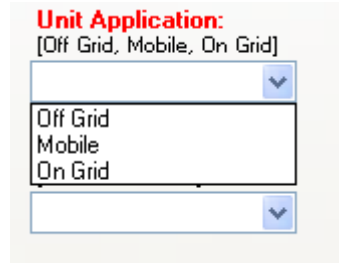 Unit Application:
[Off Grid, Mobile, On Grid]
Off Grid
Mobile
On Grid